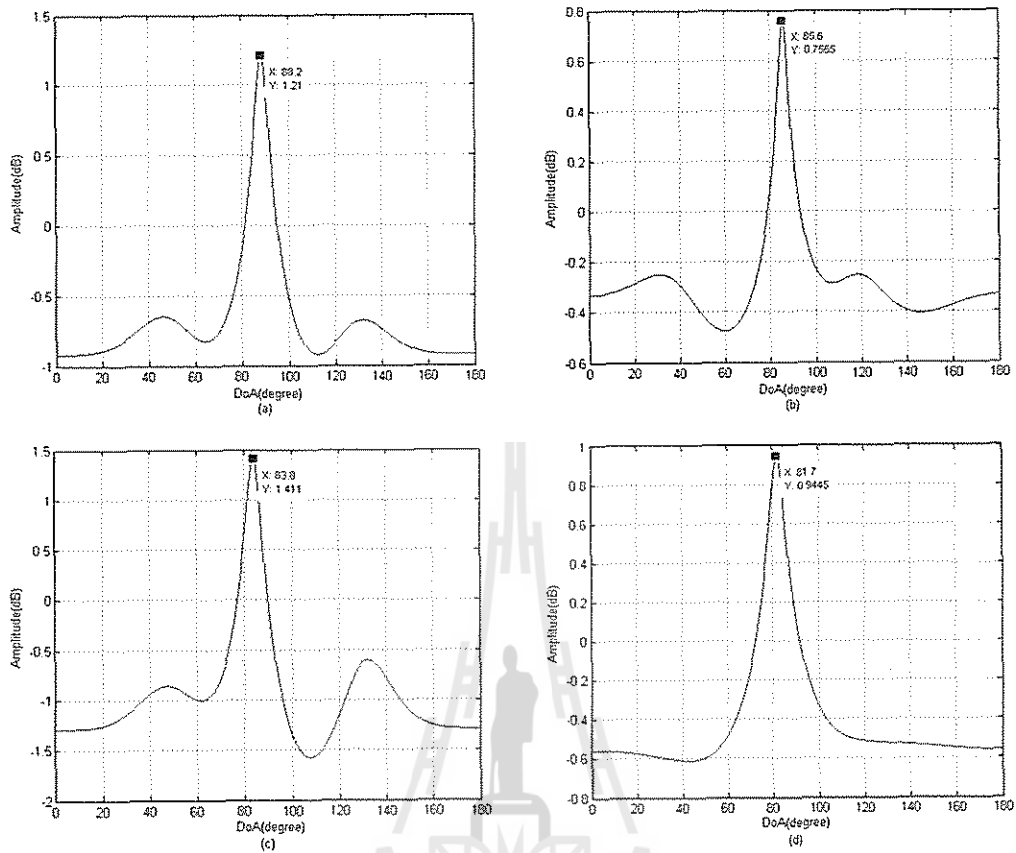 1.5
1
0.5
0
-0.5
-1
Amplitude(dB)
X: 88.2
Y: 1.21
0 20 40 60 80 100 120 140 160 180
DoA(degree)
(a)
0.8
0.6
0.4
0.2
0
-0.2
-0.4
-0.6
Amplitude(dB)
X: 85.6
Y: 0.7565
0 20 40 60 80 100 120 140 160 180
DoA(degree)
(b)
1.5
1
0.5
0
-0.5
-1
-1.5
-2
Amplitude(dB)
X: 83.8
Y: 1.411
0 20 40 60 80 100 120 140 160 180
DoA(degree)
(c)
1
0.8
0.6
0.4
0.2
0
-0.2
-0.4
-0.6
-0.8
Amplitude(dB)
X: 81.7
Y: 0.9445
0 20 40 60 80 100 120 140 160 180
DoA(degree)
(d)